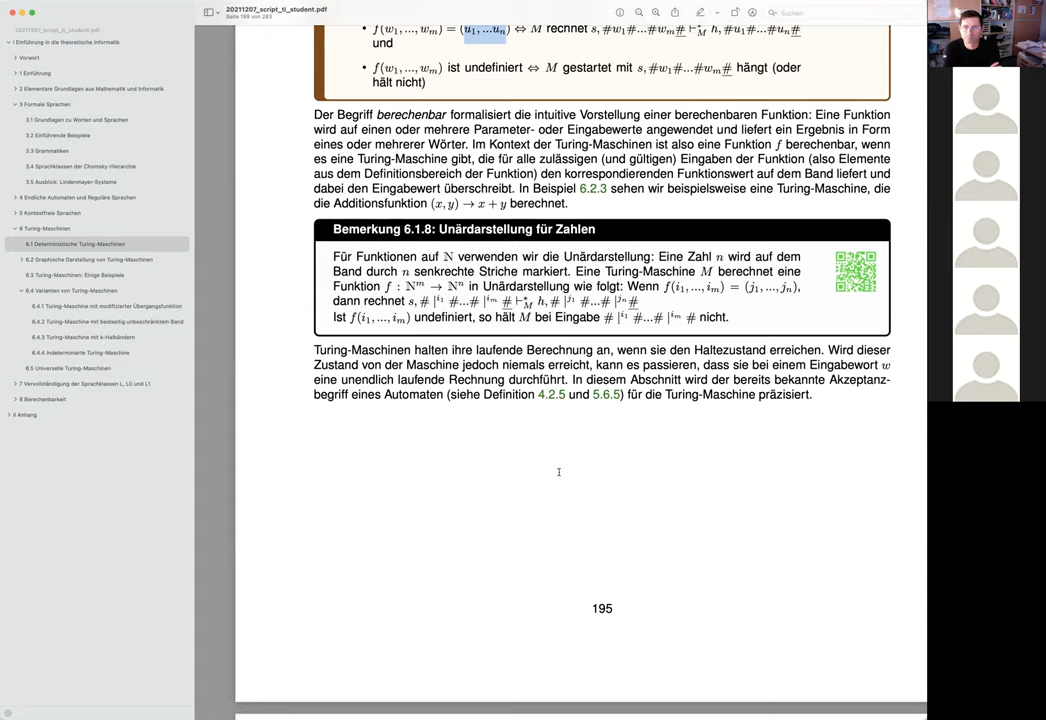 20211207_script_ti_student.pdf
Seite 199 von 283
Suchen
I Einführung in die theoretische Informatik
Vorwort
1 Einführung
2 Elementare Grundlagen aus Mathematik und Informatik
3 Formale Sprachen
3.1 Grundlagen zu Worten und Sprachen
3.2 Einführende Beispiele
3.3 Grammatiken
3.4 Sprachklassen der Chomsky-Hierarchie
3.5 Ausblick: Lindenmayer-Systeme
4 Endliche Automaten und Reguläre Sprachen
5 Kontextfreie Sprachen
6 Turing-Maschinen
6.1 Deterministische Turing-Maschinen
6.2 Graphische Darstellung von Turing-Maschinen
6.3 Turing-Maschinen: Einige Beispiele
6.4 Varianten von Turing-Maschinen
6.4.1 Turing-Maschine mit modifizierter Übergangsfunktion
6.4.2 Turing-Maschine mit beidseitig unbeschränktem Band
6.4.3 Turing-Maschine mit k-Halbändern
6.4.4 Indeterminierte Turing-Maschine
6.5 Universelle Turing-Maschinen
7 Vervollständigung der Sprachklassen L, L0 und L1
8 Berechenbarkeit
II Anhang
• f(w₁, ..., wₘ) = (u₁, ...uₙ) ⇔ M rechnet s, #w₁#...#wₘ# ⊢*_M h, #u₁#...#uₙ#
und
• f(w₁, ..., wₘ) ist undefiniert ⇔ M gestartet mit s, #w₁#...#wₘ# hängt (oder
hält nicht)
Der Begriff berechenbar formalisiert die intuitive Vorstellung einer berechenbaren Funktion: Eine Funktion
wird auf einen oder mehrere Parameter- oder Eingabewerte angewendet und liefert ein Ergebnis in Form
eines oder mehrerer Wörter. Im Kontext der Turing-Maschinen ist also eine Funktion f berechenbar, wenn
es eine Turing-Maschine gibt, die für alle zulässigen (und gültigen) Eingaben der Funktion (also Elemente
aus dem Definitionsbereich der Funktion) den korrespondierenden Funktionswert auf dem Band liefert und
dabei den Eingabewert überschreibt. In Beispiel 6.2.3 sehen wir beispielsweise eine Turing-Maschine, die
die Additionsfunktion (x, y) → x + y berechnet.
Bemerkung 6.1.8: Unärdarstellung für Zahlen
Für Funktionen auf ℕ verwenden wir die Unärdarstellung: Eine Zahl n wird auf dem
Band durch n senkrechte Striche markiert. Eine Turing-Maschine M berechnet eine
Funktion f : ℕᵐ → ℕⁿ in Unärdarstellung wie folgt: Wenn f(i₁, ..., iₘ) = (j₁, ..., jₙ),
dann rechnet s, # |^{i₁} #...# |^{iₘ} # ⊢*_M h, # |^{j₁} #...# |^{jₙ} #
Ist f(i₁, ..., iₘ) undefiniert, so hält M bei Eingabe # |^{i₁} #...# |^{iₘ} # nicht.
Turing-Maschinen halten ihre laufende Berechnung an, wenn sie den Haltezustand erreichen. Wird dieser
Zustand von der Maschine jedoch niemals erreicht, kann es passieren, dass sie bei einem Eingabewort w
eine unendlich laufende Rechnung durchführt. In diesem Abschnitt wird der bereits bekannte Akzeptanz-
begriff eines Automaten (siehe Definition 4.2.5 und 5.6.5) für die Turing-Maschine präzisiert.
195